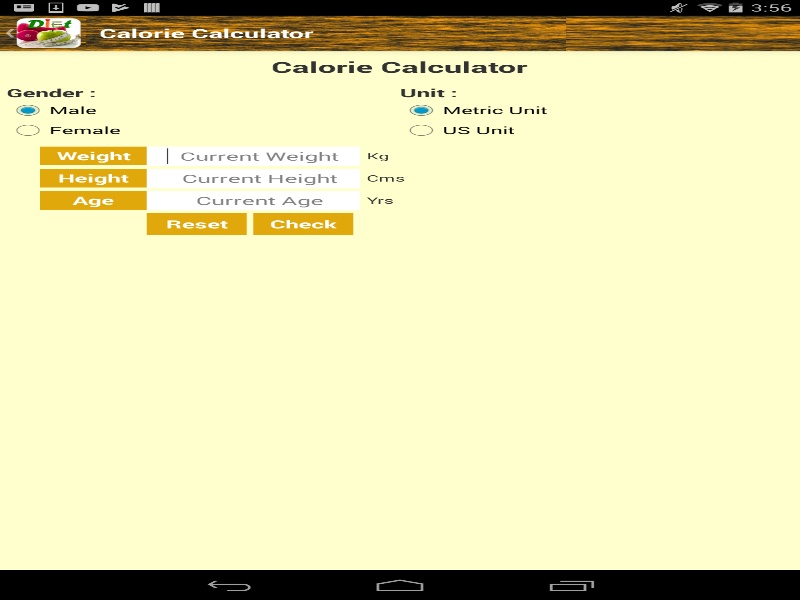 3:56
Diet
Calorie Calculator
Calorie Calculator
Gender :
Unit :
Male
Metric Unit
Female
US Unit
Weight Current Weight Kg
Height Current Height Cms
Age Current Age Yrs
Reset Check